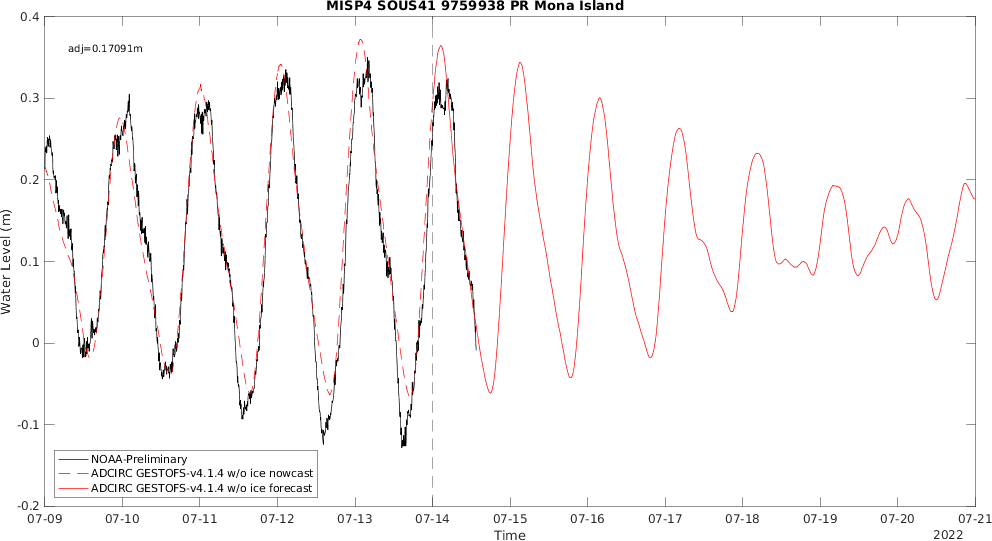 MISP4 SOUS41 9759938 PR Mona Island
adj=0.17091m
0.4
0.3
0.2
0.1
0
-0.1
-0.2
Water Level (m)
NOAA-Preliminary
ADCIRC GESTOFS-v4.1.4 w/o ice nowcast
ADCIRC GESTOFS-v4.1.4 w/o ice forecast
07-09 07-10 07-11 07-12 07-13 07-14 07-15 07-16 07-17 07-18 07-19 07-20 07-21
Time
2022